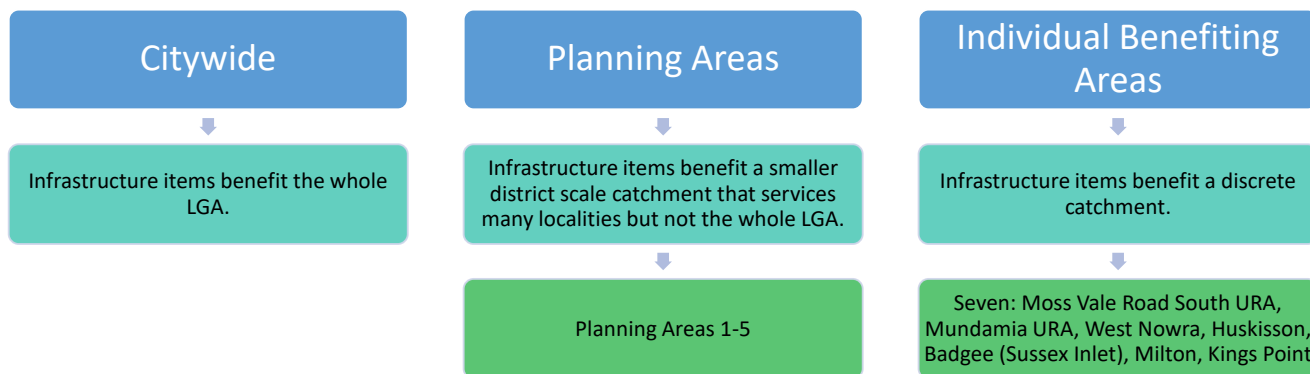 Citywide
Infrastructure items benefit the whole
LGA.
Planning Areas
Infrastructure items benefit a smaller
district scale catchment that services
many localities but not the whole LGA.
Planning Areas 1-5
Individual Benefiting
Areas
Infrastructure items benefit a discrete
catchment.
Seven: Moss Vale Road South URA,
Mundamia URA, West Nowra, Huskisson,
Badgee (Sussex Inlet), Milton, Kings Point